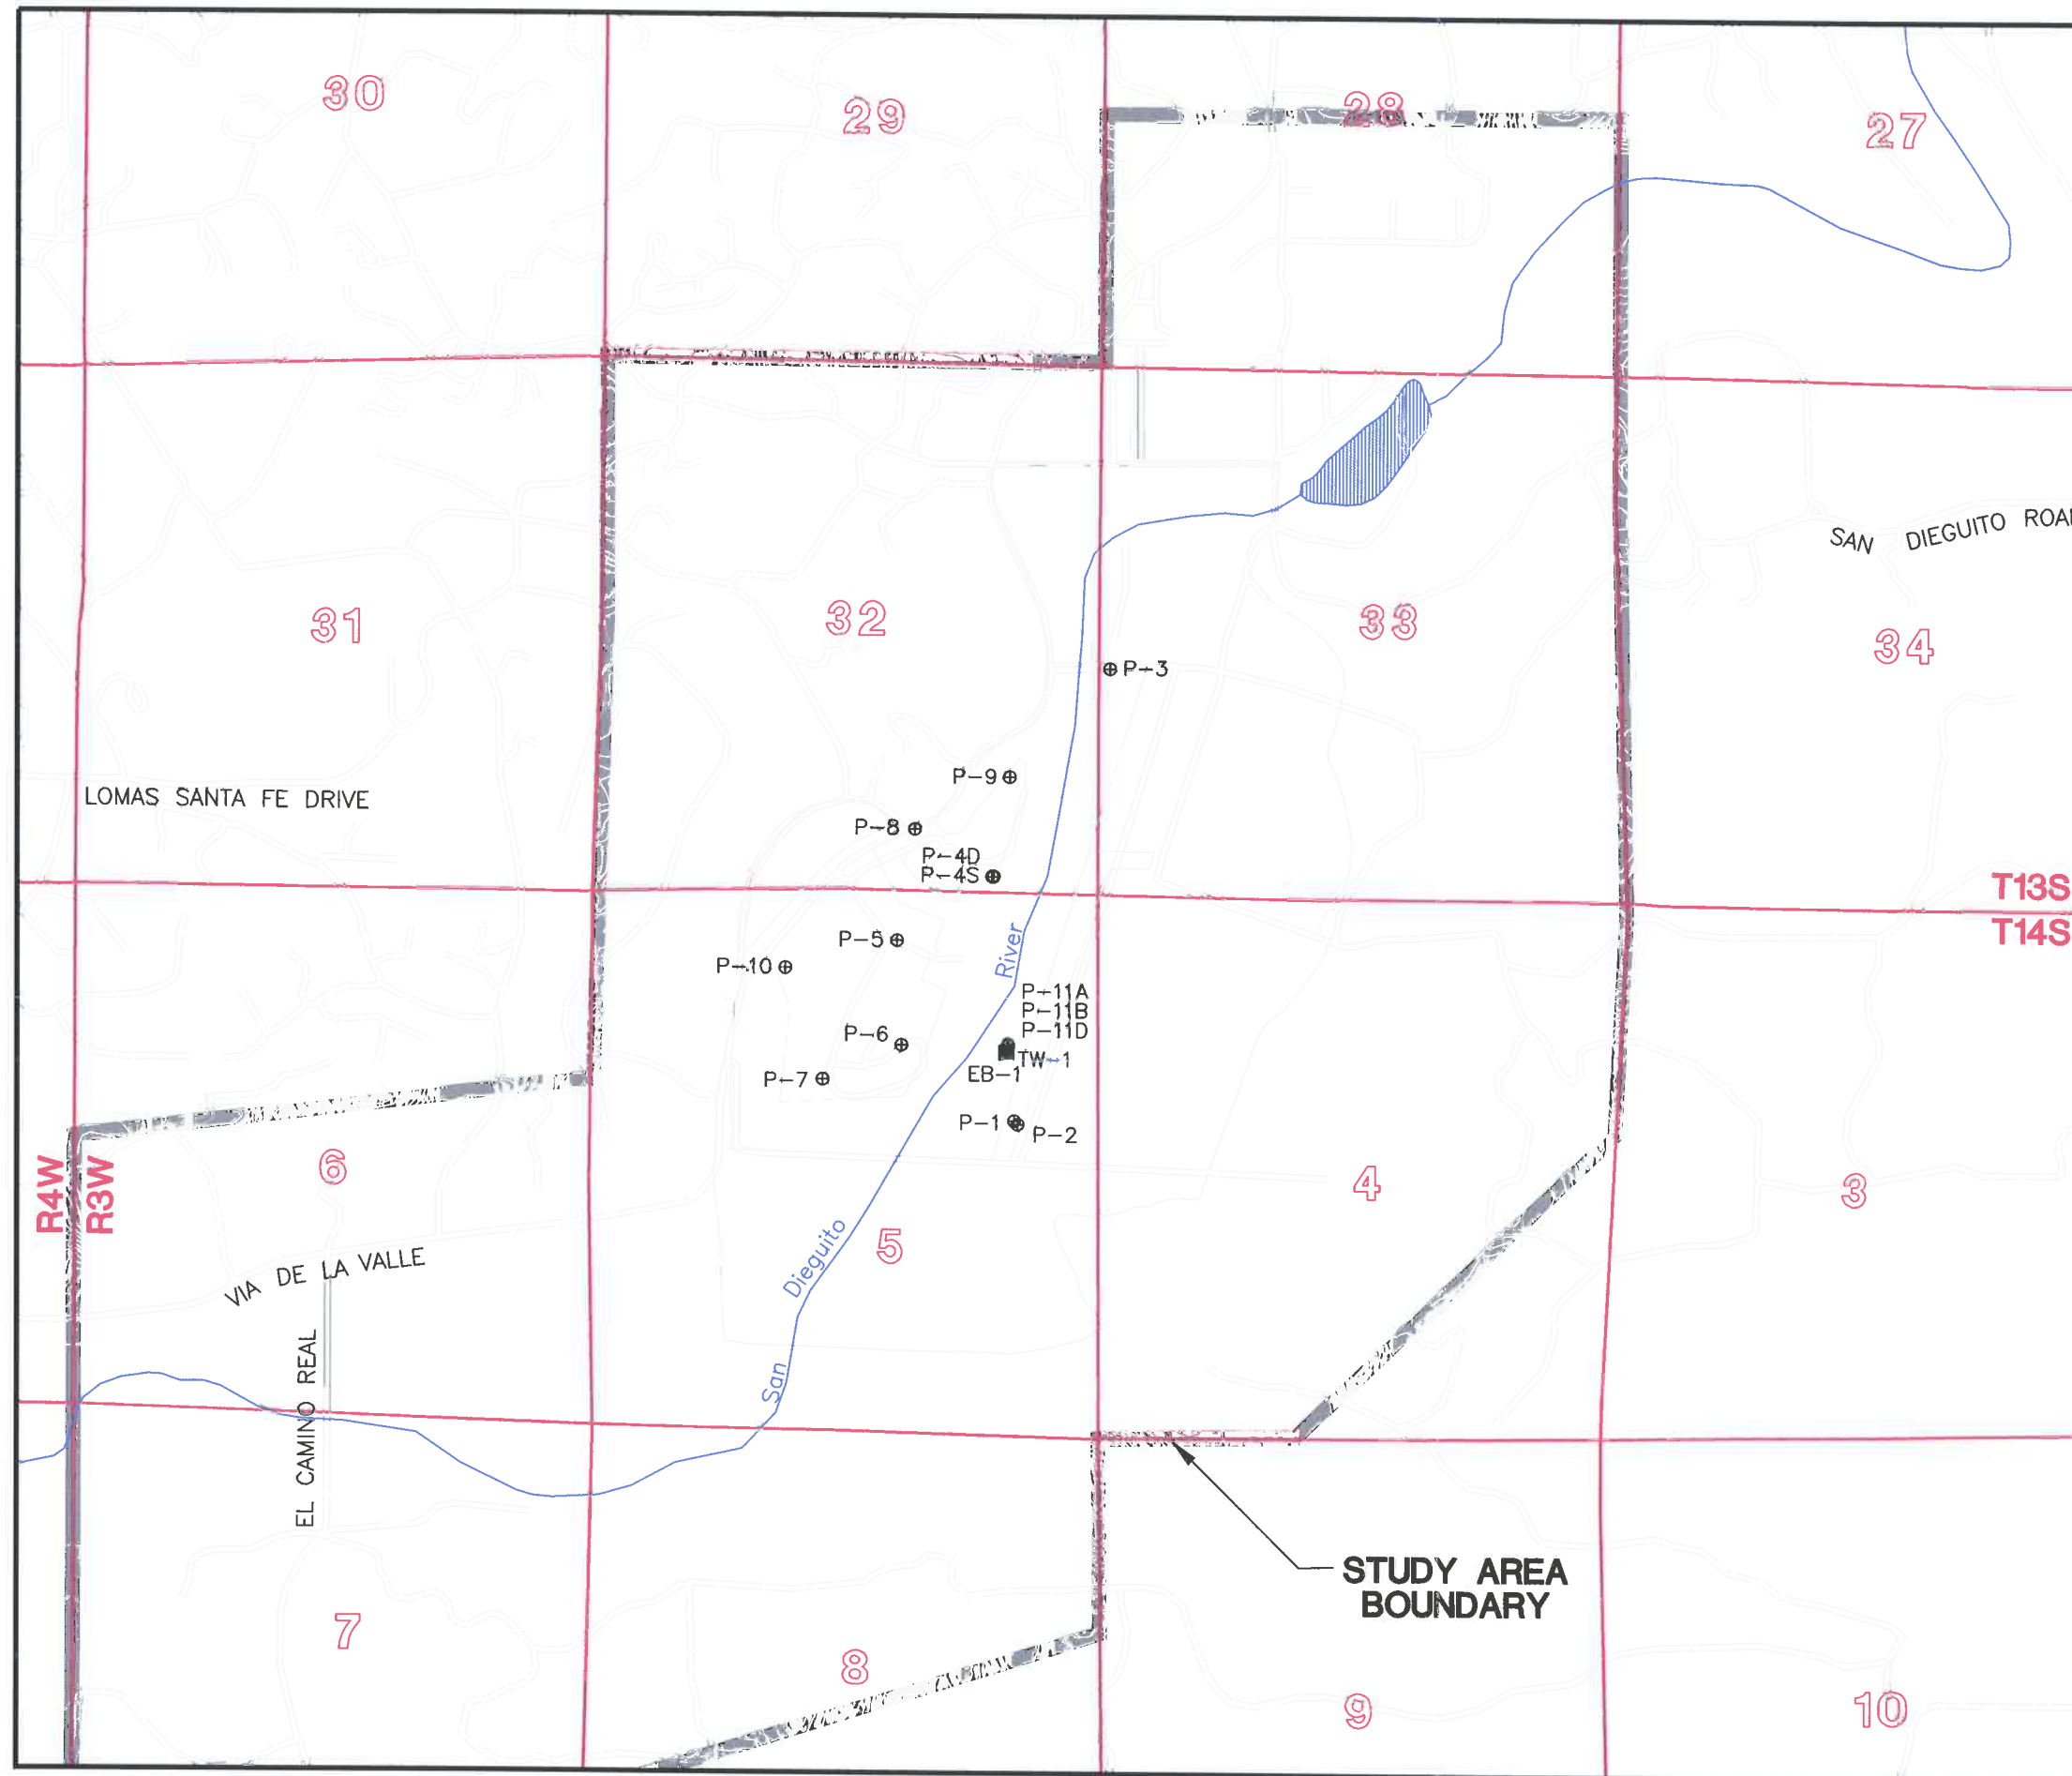 30
29
28
27
SAN DIEGUITO
31
32
33
34
P-3
P-9
LOMAS SANTA FE DRIVE
P-8
P-4D
P-4S
T13S
T14S
P-5
P-10
River
P-11A
P-11B
P-11D
P-6
TW-1
EB-1
P-7
P-1
P-2
R4W
R3W
6
4
3
5
Dieguito
VIA DE LA VALLE
San
EL CAMINO REAL
STUDY AREA
BOUNDARY
7
8
9
10